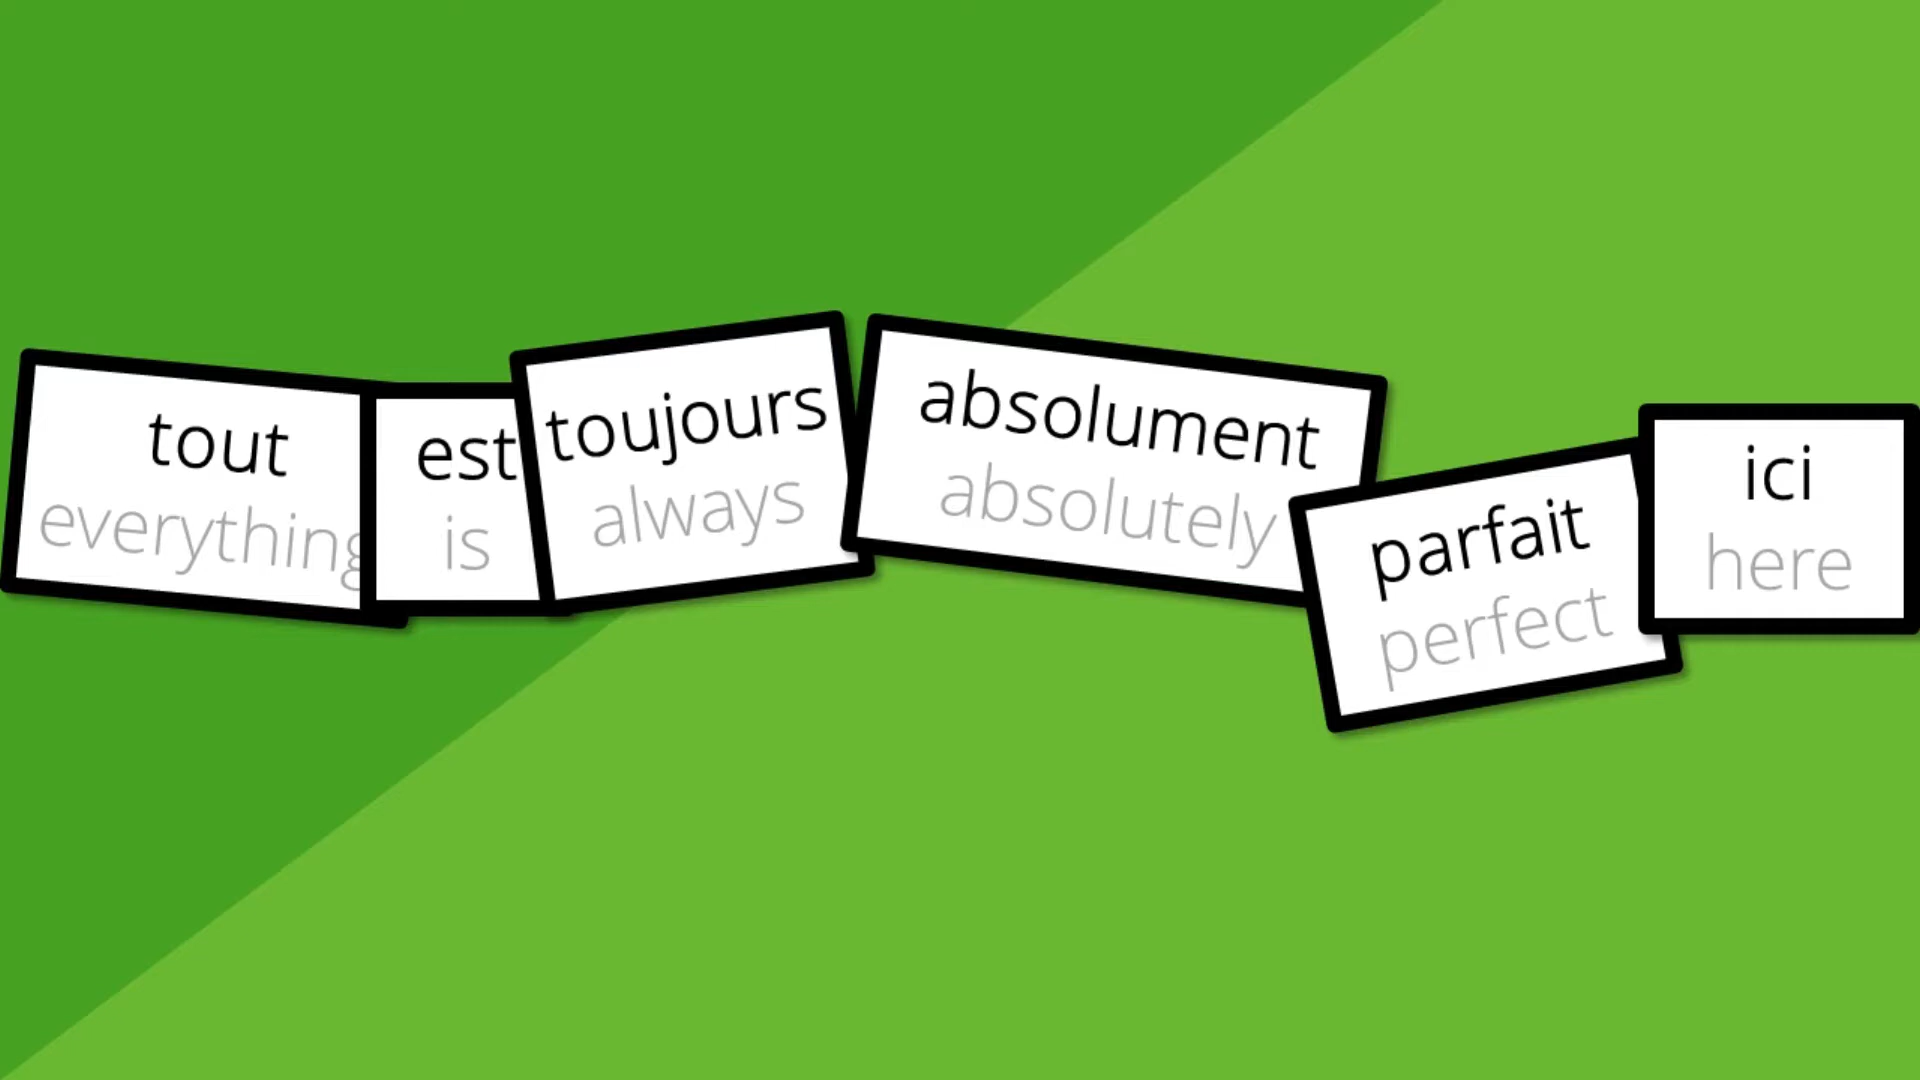 tout
everything
est
is
toujours
always
absolument
absolutely
parfait
perfect
ici
here